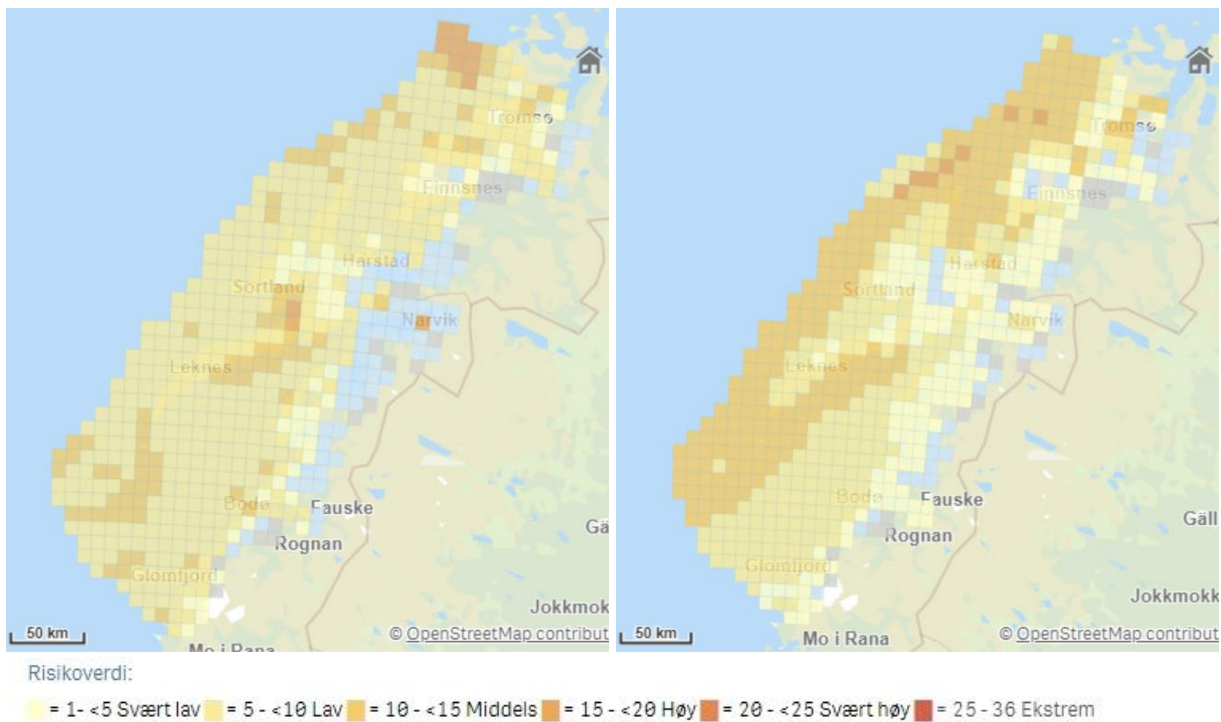 Tromsø
Finnsnes
Harstad
Sortland
Narvik
Leknes
Bodø
Fauske
Rognan
Gä
Glomfjord
Jokkmokk
50 km
© OpenStreetMap contribut
Mo i Rana
Tromsø
Finnsnes
Harstad
Sortland
Narvik
Leknes
Bodø
Fauske
Gäll
Rognan
Glomfjord
Jokkmokk
50 km
© OpenStreetMap contribut
Mo i Rana
Risikoverdi:
= 1- <5 Svært lav = 5 - <10 Lav = 10 - <15 Middels = 15 - <20 Høy = 20 - <25 Svært høy = 25 - 36 Ekstrem